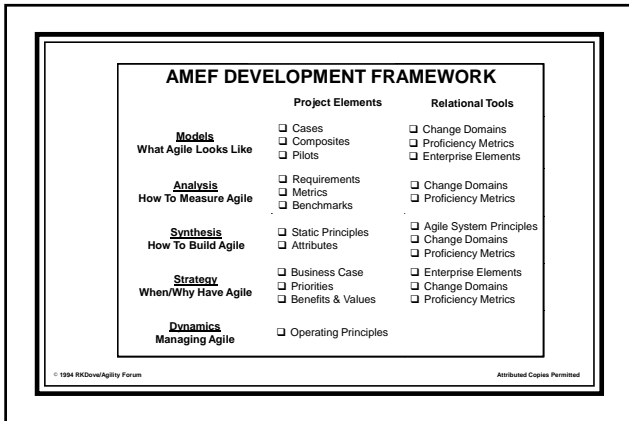 AMEF DEVELOPMENT FRAMEWORK
Project Elements Relational Tools
Models
What Agile Looks Like
❑ Cases
❑ Composites
❑ Pilots
❑ Change Domains
❑ Proficiency Metrics
❑ Enterprise Elements
Analysis
How To Measure Agile
❑ Requirements
❑ Metrics
❑ Benchmarks
❑ Change Domains
❑ Proficiency Metrics
Synthesis
How To Build Agile
❑ Static Principles
❑ Attributes
❑ Agile System Principles
❑ Change Domains
❑ Proficiency Metrics
Strategy
When/Why Have Agile
❑ Business Case
❑ Priorities
❑ Benefits & Values
❑ Enterprise Elements
❑ Change Domains
❑ Proficiency Metrics
Dynamics
Managing Agile
❑ Operating Principles
© 1994 RKDove/Agility Forum Attributed Copies Permitted